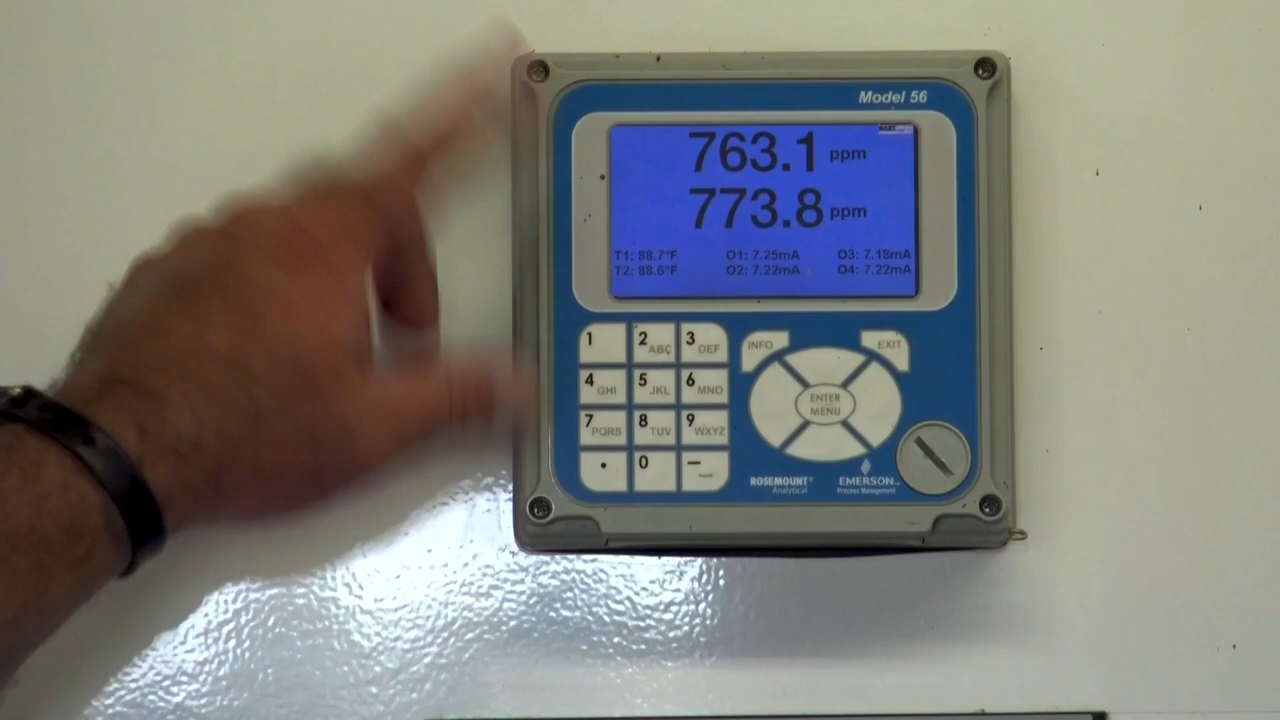 Model 56
763.1 ppm
773.8 ppm
T1: 88.7°F O1: 7.25mA O3: 7.18mA
T2: 88.6°F O2: 7.22mA O4: 7.22mA
1 2 ABC 3 DEF
4 GHI 5 JKL 6 MNO
7 PQRS 8 TUV 9 WXYZ
. 0 –
INFO EXIT
ENTER
MENU
ROSEMOUNT®
Analytical
EMERSON™
Process Management